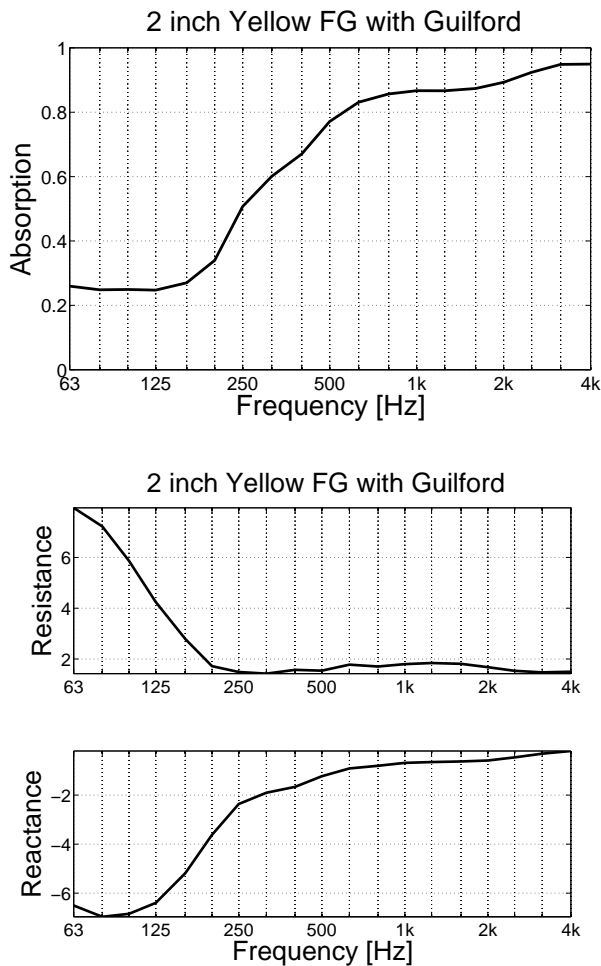 2 inch Yellow FG with Guilford
1
0.8
0.6
0.4
0.2
0
Absorption
63 125 250 500 1k 2k 4k
Frequency [Hz]
2 inch Yellow FG with Guilford
6
4
2
Resistance
63 125 250 500 1k 2k 4k
−2
−4
−6
Reactance
63 125 250 500 1k 2k 4k
Frequency [Hz]